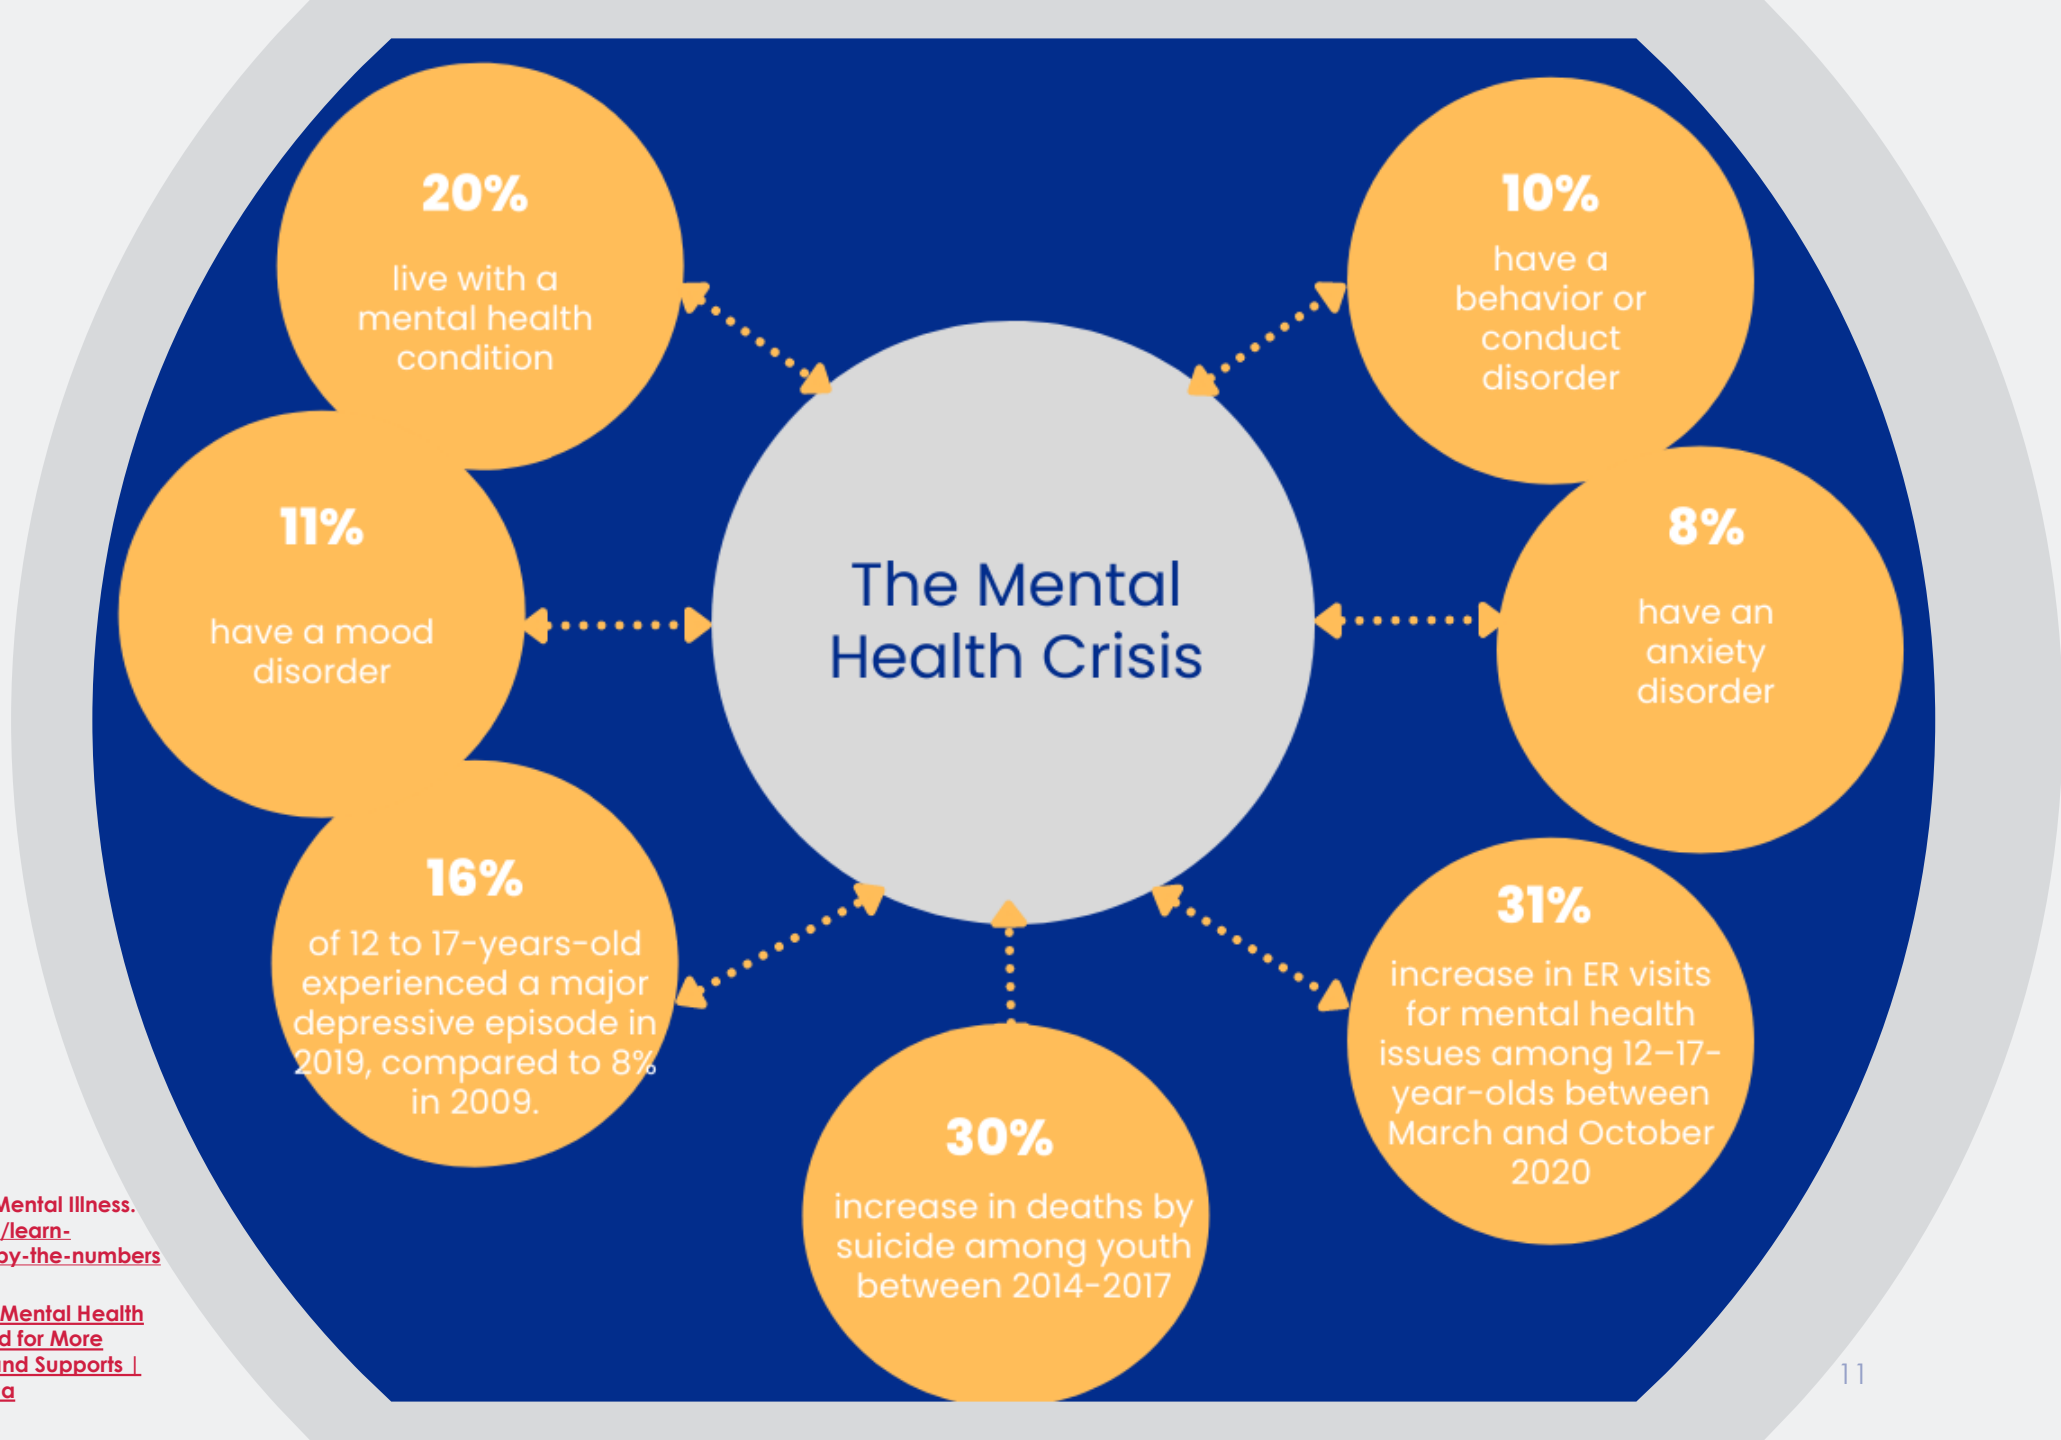 20%
live with a
mental health
condition
11%
have a mood
disorder
16%
of 12 to 17-years-old
experienced a major
depressive episode in
2019, compared to 8%
in 2009.
The Mental
Health Crisis
30%
increase in deaths by
suicide among youth
between 2014-2017
10%
have a
behavior or
conduct
disorder
8%
have an
anxiety
disorder
31%
increase in ER visits
for mental health
issues among 12–17-
year-olds between
March and October
2020
Mental Illness.
/learn-
by-the-numbers
Mental Health
d for More
and Supports |
a
11